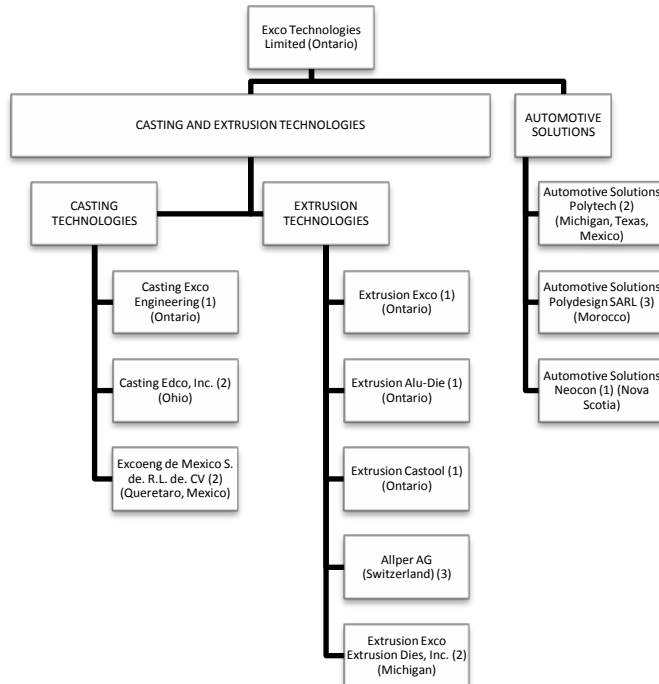 Exco Technologies
Limited (Ontario)
CASTING AND EXTRUSION TECHNOLOGIES
AUTOMOTIVE
SOLUTIONS
CASTING
TECHNOLOGIES
EXTRUSION
TECHNOLOGIES
Casting Exco
Engineering (1)
(Ontario)
Casting Edco, Inc. (2)
(Ohio)
Excoeng de Mexico S.
de. R.L. de. CV (2)
(Queretaro, Mexico)
Extrusion Exco (1)
(Ontario)
Extrusion Alu-Die (1)
(Ontario)
Extrusion Castool (1)
(Ontario)
Allper AG
(Switzerland) (3)
Extrusion Exco
Extrusion Dies, Inc. (2)
(Michigan)
Automotive Solutions
Polytech (2)
(Michigan, Texas,
Mexico)
Automotive Solutions
Polydesign SARL (3)
(Morocco)
Automotive Solutions
Neocon (1) (Nova
Scotia)